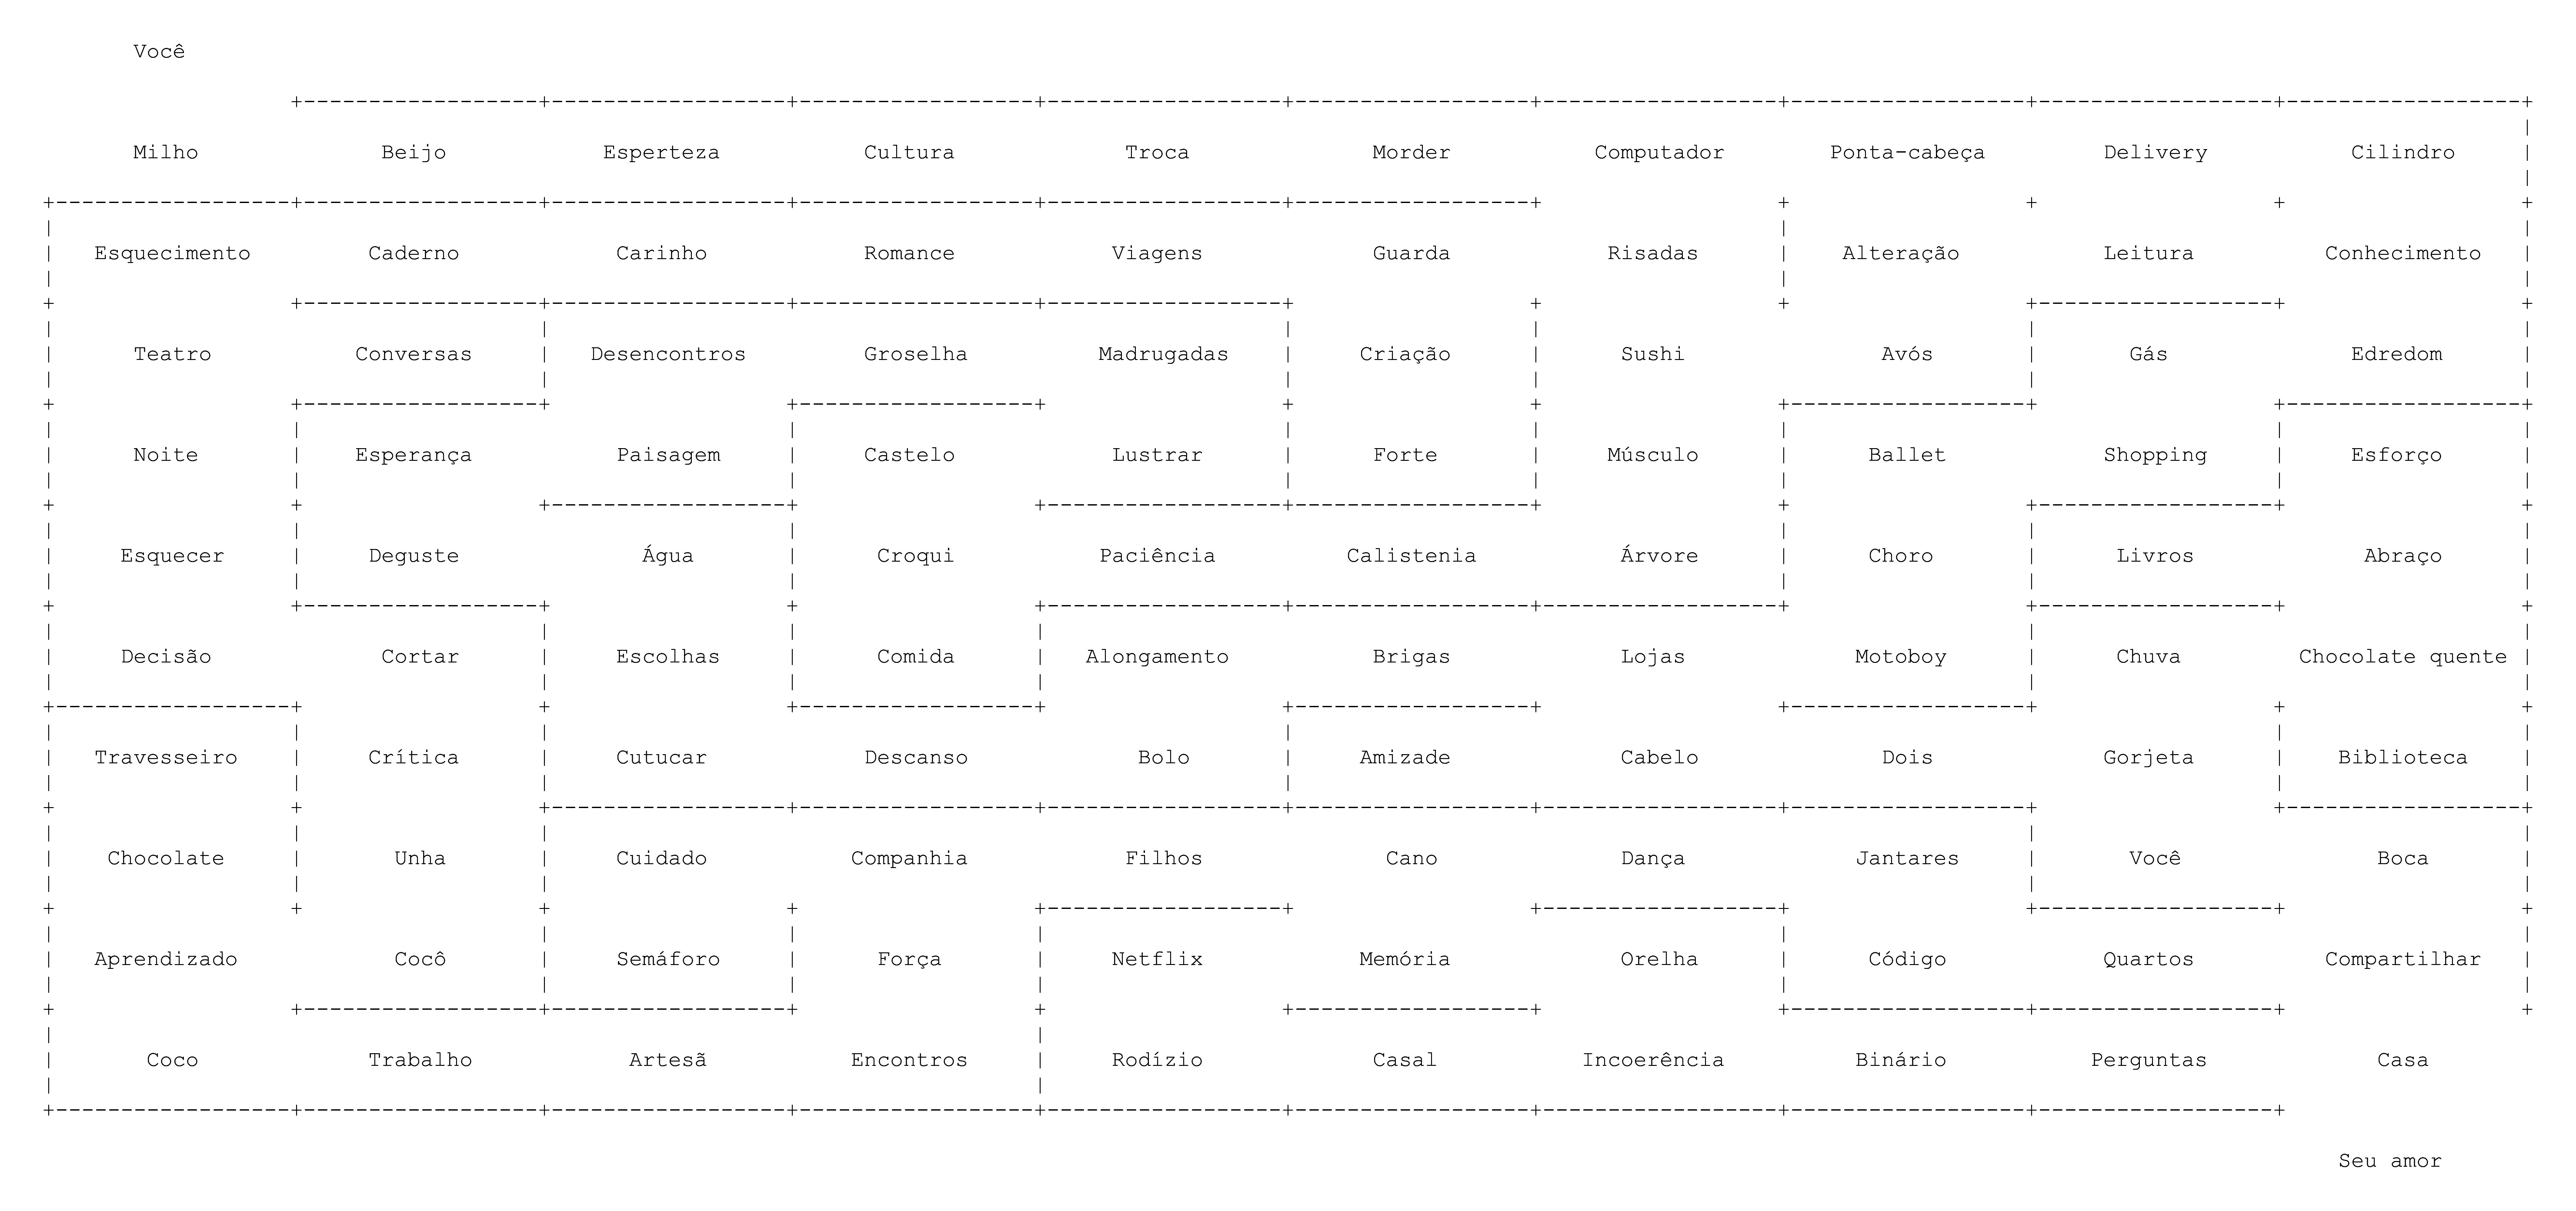 Você
Milho Beijo Esperteza Cultura Troca Morder Computador Ponta-cabeça Delivery Cilindro
Esquecimento Caderno Carinho Romance Viagens Guarda Risadas Alteração Leitura Conhecimento
Teatro Conversas Desencontros Groselha Madrugadas Criação Sushi Avós Gás Edredom
Noite Esperança Paisagem Castelo Lustrar Forte Músculo Ballet Shopping Esforço
Esquecer Deguste Água Croqui Paciência Calistenia Árvore Choro Livros Abraço
Decisão Cortar Escolhas Comida Alongamento Brigas Lojas Motoboy Chuva Chocolate quente
Travesseiro Crítica Cutucar Descanso Bolo Amizade Cabelo Dois Gorjeta Biblioteca
Chocolate Unha Cuidado Companhia Filhos Cano Dança Jantares Você Boca
Aprendizado Cocô Semáforo Força Netflix Memória Orelha Código Quartos Compartilhar
Coco Trabalho Artesã Encontros Rodízio Casal Incoerência Binário Perguntas Casa
Seu amor